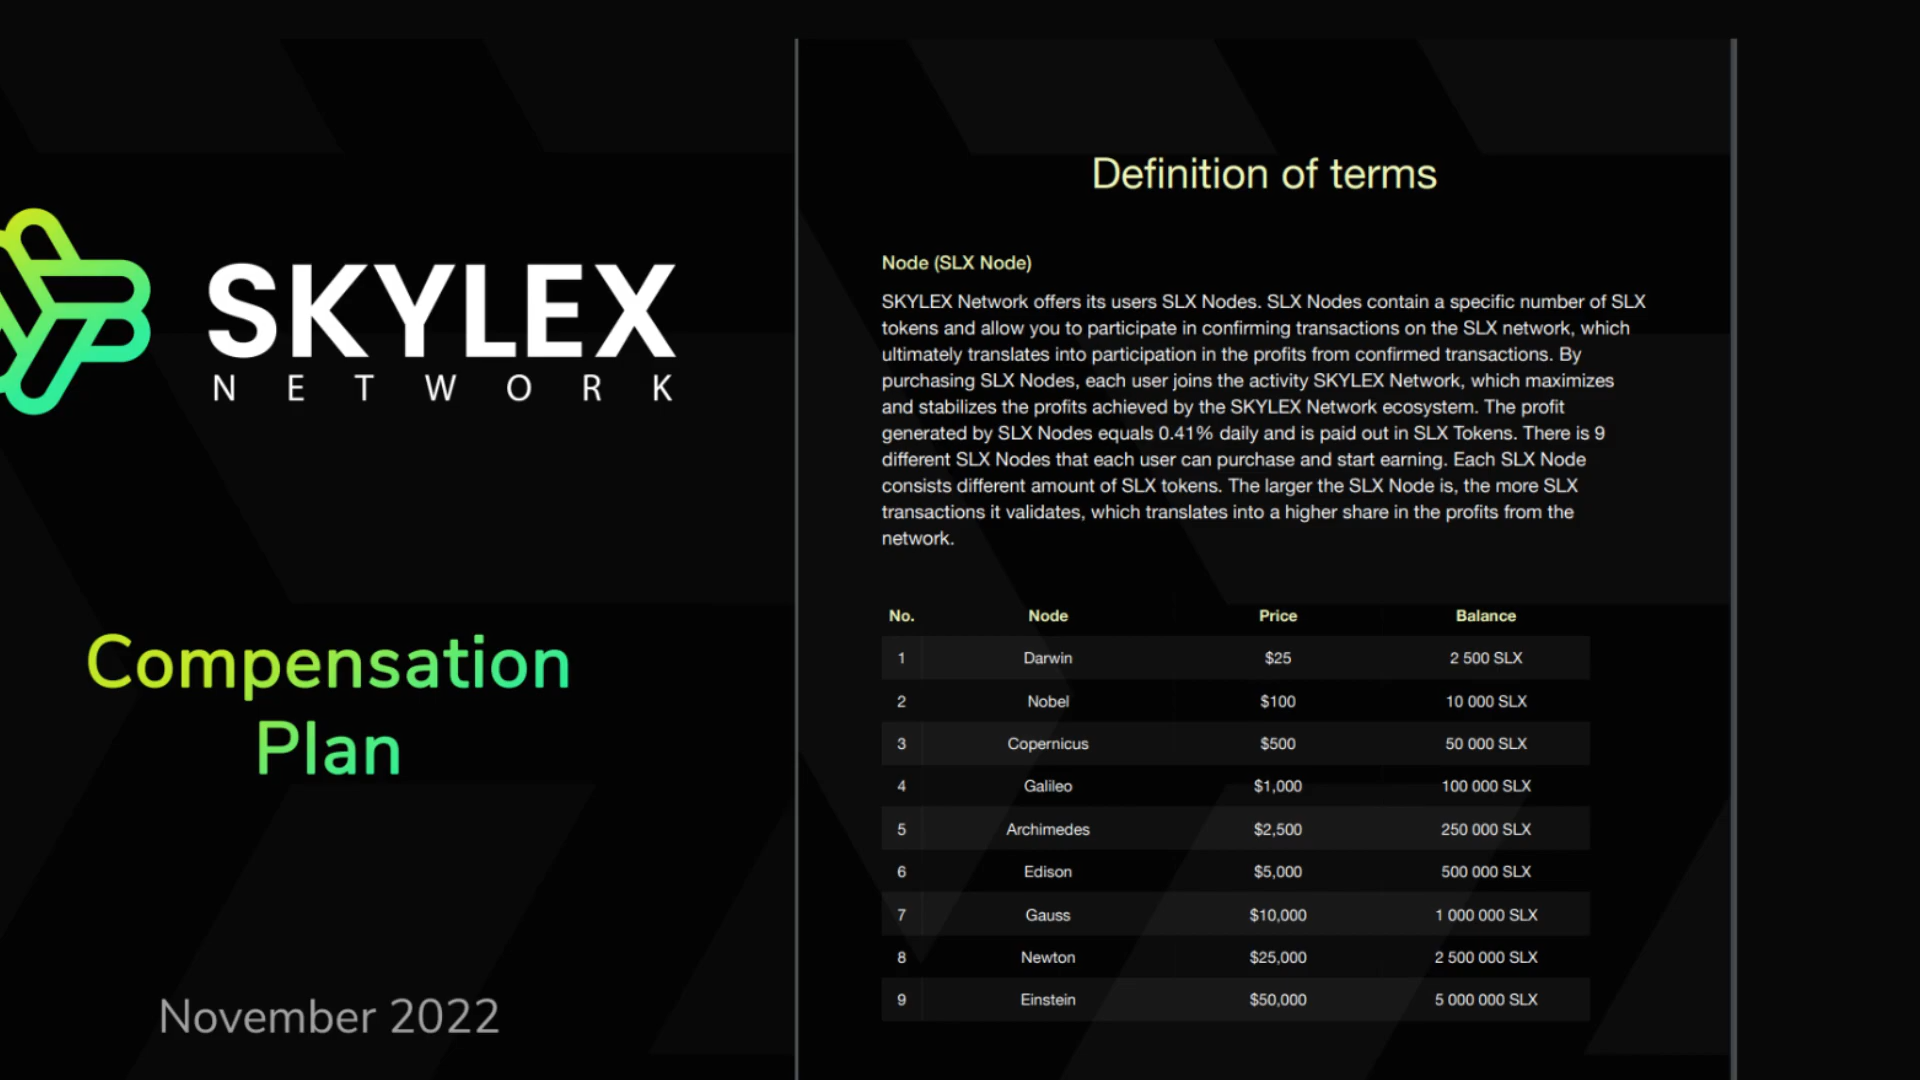 SKYLEX
NETWORK
Compensation
Plan
November 2022
Definition of terms
Node (SLX Node)
SKYLEX Network offers its users SLX Nodes. SLX Nodes contain a specific number of SLX
tokens and allow you to participate in confirming transactions on the SLX network, which
ultimately translates into participation in the profits from confirmed transactions. By
purchasing SLX Nodes, each user joins the activity SKYLEX Network, which maximizes
and stabilizes the profits achieved by the SKYLEX Network ecosystem. The profit
generated by SLX Nodes equals 0.41% daily and is paid out in SLX Tokens. There is 9
different SLX Nodes that each user can purchase and start earning. Each SLX Node
consists different amount of SLX tokens. The larger the SLX Node is, the more SLX
transactions it validates, which translates into a higher share in the profits from the
network.
No. Node Price Balance
1 Darwin $25 2 500 SLX
2 Nobel $100 10 000 SLX
3 Copernicus $500 50 000 SLX
4 Galileo $1,000 100 000 SLX
5 Archimedes $2,500 250 000 SLX
6 Edison $5,000 500 000 SLX
7 Gauss $10,000 1 000 000 SLX
8 Newton $25,000 2 500 000 SLX
9 Einstein $50,000 5 000 000 SLX